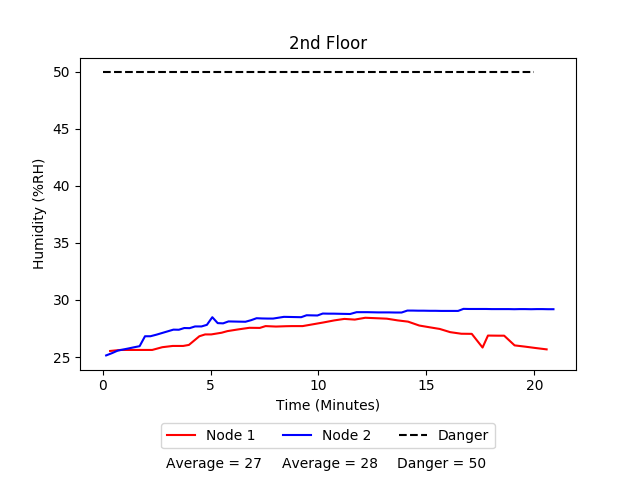 2nd Floor
50
45
40
35
30
25
Humidity (%RH)
0 5 10 15 20
Time (Minutes)
Node 1 Node 2 Danger
Average = 27 Average = 28 Danger = 50